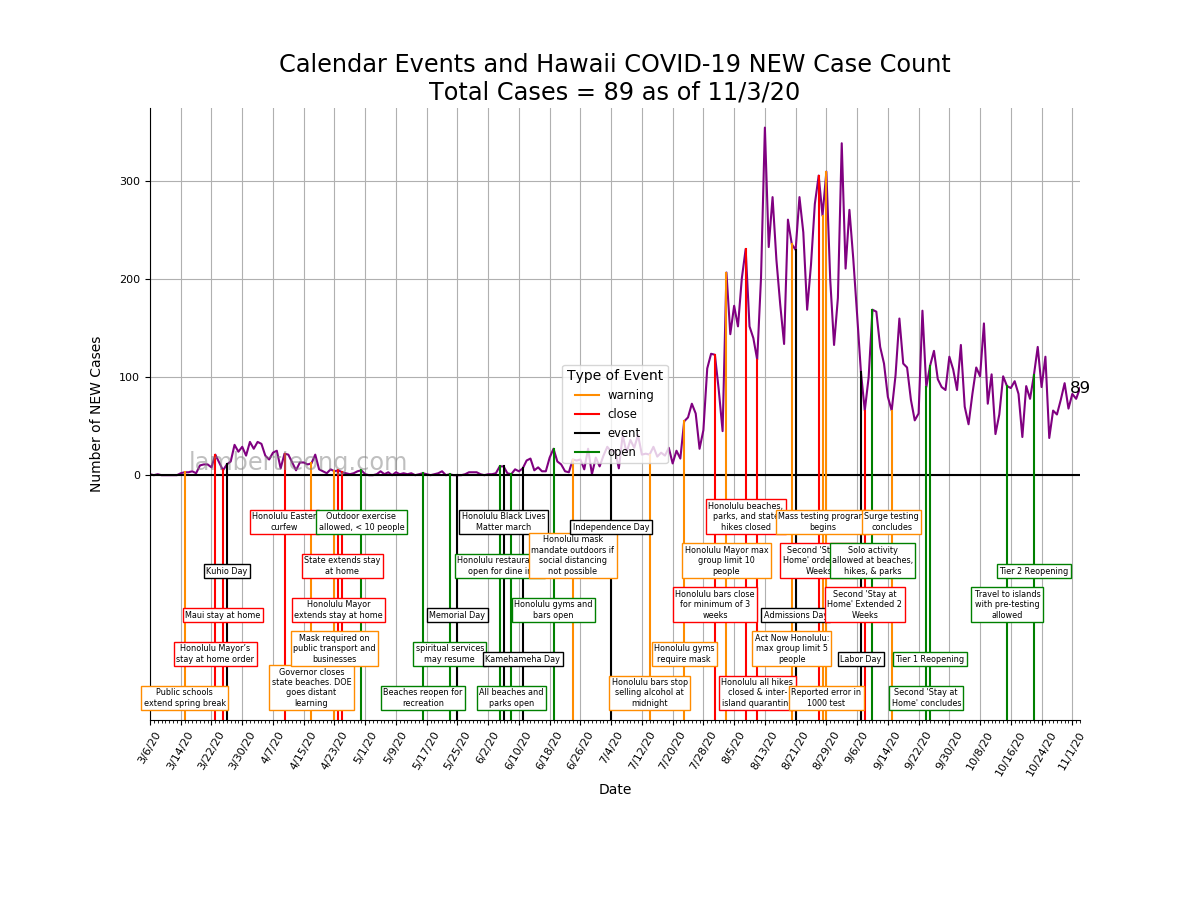 Calendar Events and Hawaii COVID-19 NEW Case Count
Total Cases = 89 as of 11/3/20
Number of NEW Cases
300
200
100
0
89
Type of Event
warning
close
event
open
Honolulu Easter
curfew
Outdoor exercise
allowed, < 10 people
Honolulu Black Lives
Matter march
Independence Day
Honolulu beaches,
parks, and state
hikes closed
Mass testing program
begins
Surge testing
concludes
Kuhio Day
State extends stay
at home
Honolulu
open for dine
Honolulu mask
mandate outdoors if
social distancing
not possible
Honolulu Mayor max
group limit 10
people
Second
Home'
Solo activity
allowed at beaches,
hikes, & parks
Tier 2 Reopening
Maui stay at home
Honolulu Mayor
extends stay at home
Memorial Day
Honolulu gyms and
bars open
Honolulu bars close
for minimum of 3
weeks
Admissions Day
Second 'Stay at
Home' Extended 2
Weeks
Travel to islands
with pre-testing
allowed
Honolulu Mayor's
stay at home order
Mask required on
public transport and
businesses
spiritual services
may resume
Kamehameha Day
Honolulu gyms
require mask
Act Now Honolulu:
max group limit 5
people
Labor Day
Tier 1 Reopening
Public schools
extend spring break
Governor closes
state beaches. DOE
goes distant
learning
Beaches reopen for
recreation
All beaches and
parks open
Honolulu bars stop
selling alcohol at
midnight
Honolulu all hikes
closed & inter-
island quarantine
Reported error in
1000 test
Second 'Stay at
Home' concludes
3/6/20
3/14/20
3/22/20
3/30/20
4/7/20
4/15/20
4/23/20
5/1/20
5/9/20
5/17/20
5/25/20
6/2/20
6/10/20
6/18/20
6/26/20
7/4/20
7/12/20
7/20/20
7/28/20
8/5/20
8/13/20
8/21/20
8/29/20
9/6/20
9/14/20
9/22/20
9/30/20
10/8/20
10/16/20
10/24/20
11/1/20
Date